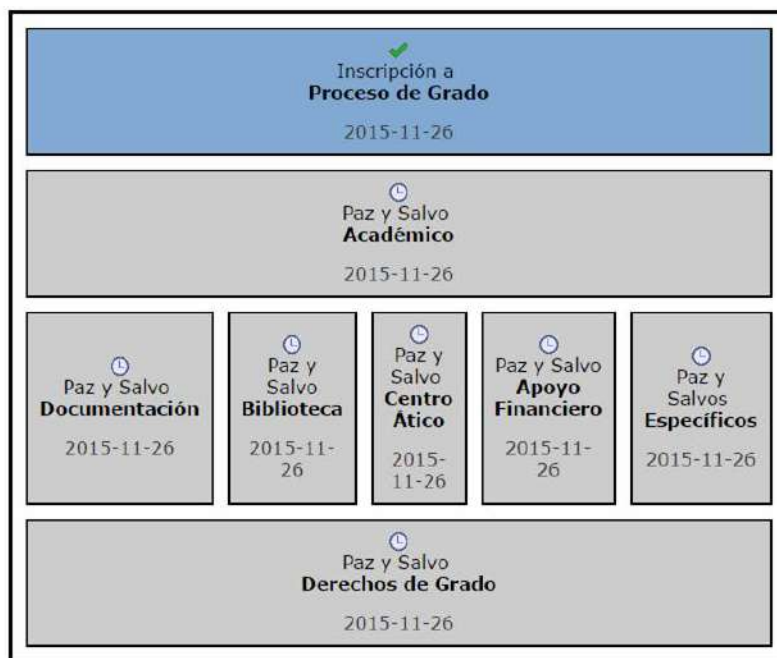 Inscripción a
Proceso de Grado
2015-11-26
Paz y Salvo
Académico
2015-11-26
Paz y Salvo
Documentación
2015-11-26
Paz y
Salvo
Biblioteca
2015-11-
26
Paz y
Salvo
Centro
Ático
2015-
11-26
Paz y Salvo
Apoyo
Financiero
2015-11-
26
Paz y
Salvos
Específicos
2015-11-26
Paz y Salvo
Derechos de Grado
2015-11-26